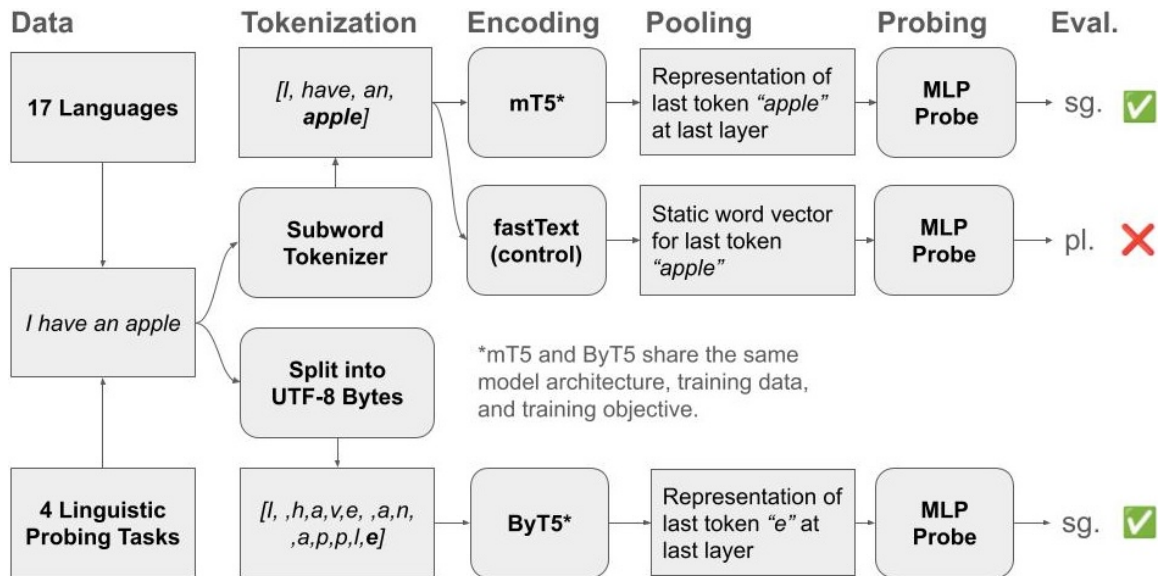 Data
Tokenization
Encoding
Pooling
Probing
Eval.
17 Languages
[I, have, an,
apple]
mT5*
Representation of
last token “apple”
at last layer
MLP
Probe
sg. ✅
Subword
Tokenizer
fastText
(control)
Static word vector
for last token
“apple”
MLP
Probe
pl. ❌
I have an apple
Split into
UTF-8 Bytes
*mT5 and ByT5 share the same
model architecture, training data,
and training objective.
4 Linguistic
Probing Tasks
[I, ,h,a,v,e, ,a,n,
,a,p,p,l,e]
ByT5*
Representation of
last token “e” at
last layer
MLP
Probe
sg. ✅